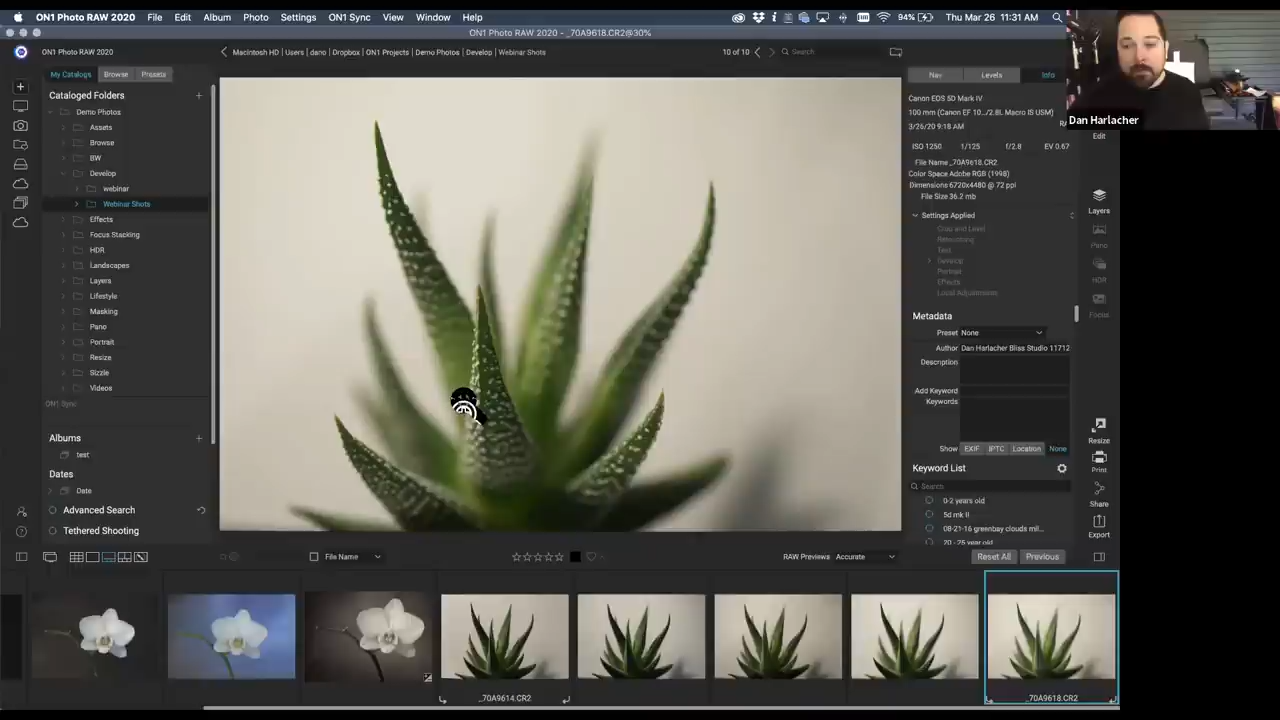 ON1 Photo RAW 2020 File Edit Album Photo Settings ON1 Sync View Window Help 94% Thu Mar 26 11:31 AM
ON1 Photo RAW 2020 - _70A9618.CR2@30%
ON1 Photo RAW 2020
Macintosh HD | Users | dano | Dropbox | ON1 Projects | Demo Photos | Develop | Webinar Shots
10 of 10
Search
My Catalogs Browse Presets
Nav Levels Info
Dan Harlacher
Cataloged Folders
Demo Photos
Assets
Browse
BW
Develop
webinar
Webinar Shots
Effects
Focus Stacking
HDR
Landscapes
Layers
Lifestyle
Masking
Pano
Portrait
Resize
Sizzle
Videos
ON1 Sync
Albums
test
Dates
Date
Advanced Search
Tethered Shooting
Canon EOS 5D Mark IV
100 mm (Canon EF 10.../2.8L Macro IS USM)
3/26/20 9:18 AM
ISO 1250 1/125 f/2.8 EV 0.67
File Name _70A9618.CR2
Color Space Adobe RGB (1998)
Dimensions 6720x4480 @ 72 ppi
File Size 36.2 mb
Settings Applied
Crop and Level
Retouching
Text
Develop
Portrait
Effects
Local Adjustments
Metadata
Preset None
Author Dan Harlacher Bliss Studio 11712
Description
Add Keyword
Keywords
Show EXIF IPTC Location None
Keyword List
Search
0-2 years old
5d mk II
08-21-16 greenbay clouds mil...
20 - 25 year old
Edit
Layers
Pano
HDR
Focus
Resize
Print
Share
Export
File Name
RAW Previews Accurate
Reset All Previous
_70A9614.CR2
_70A9618.CR2